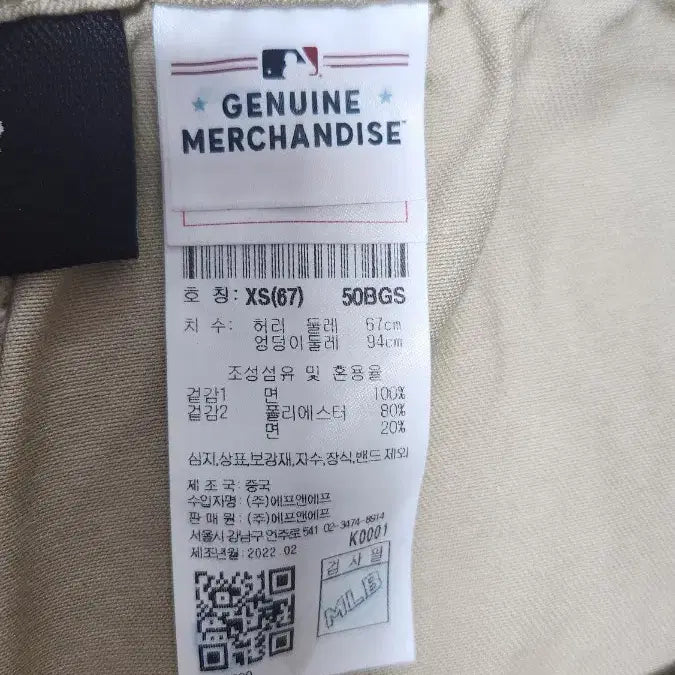 GENUINE
MERCHANDISE™
호 칭: XS(67) 50BGS
치 수: 허리 둘레 67cm
엉덩이둘레 94cm
조성섬유 및 혼용율
겉감1 면 100%
겉감2 폴리에스터 80%
면 20%
심지,상표,보강재,자수,장식,밴드 제외
제 조 국: 중국
수입자명: (주)에프앤에프
판 매 원: (주)에프앤에프
서울시 강남구 언주로 541 02-3474-8974
제조년월: 2022. 02
K0001
검 사 필
MLB